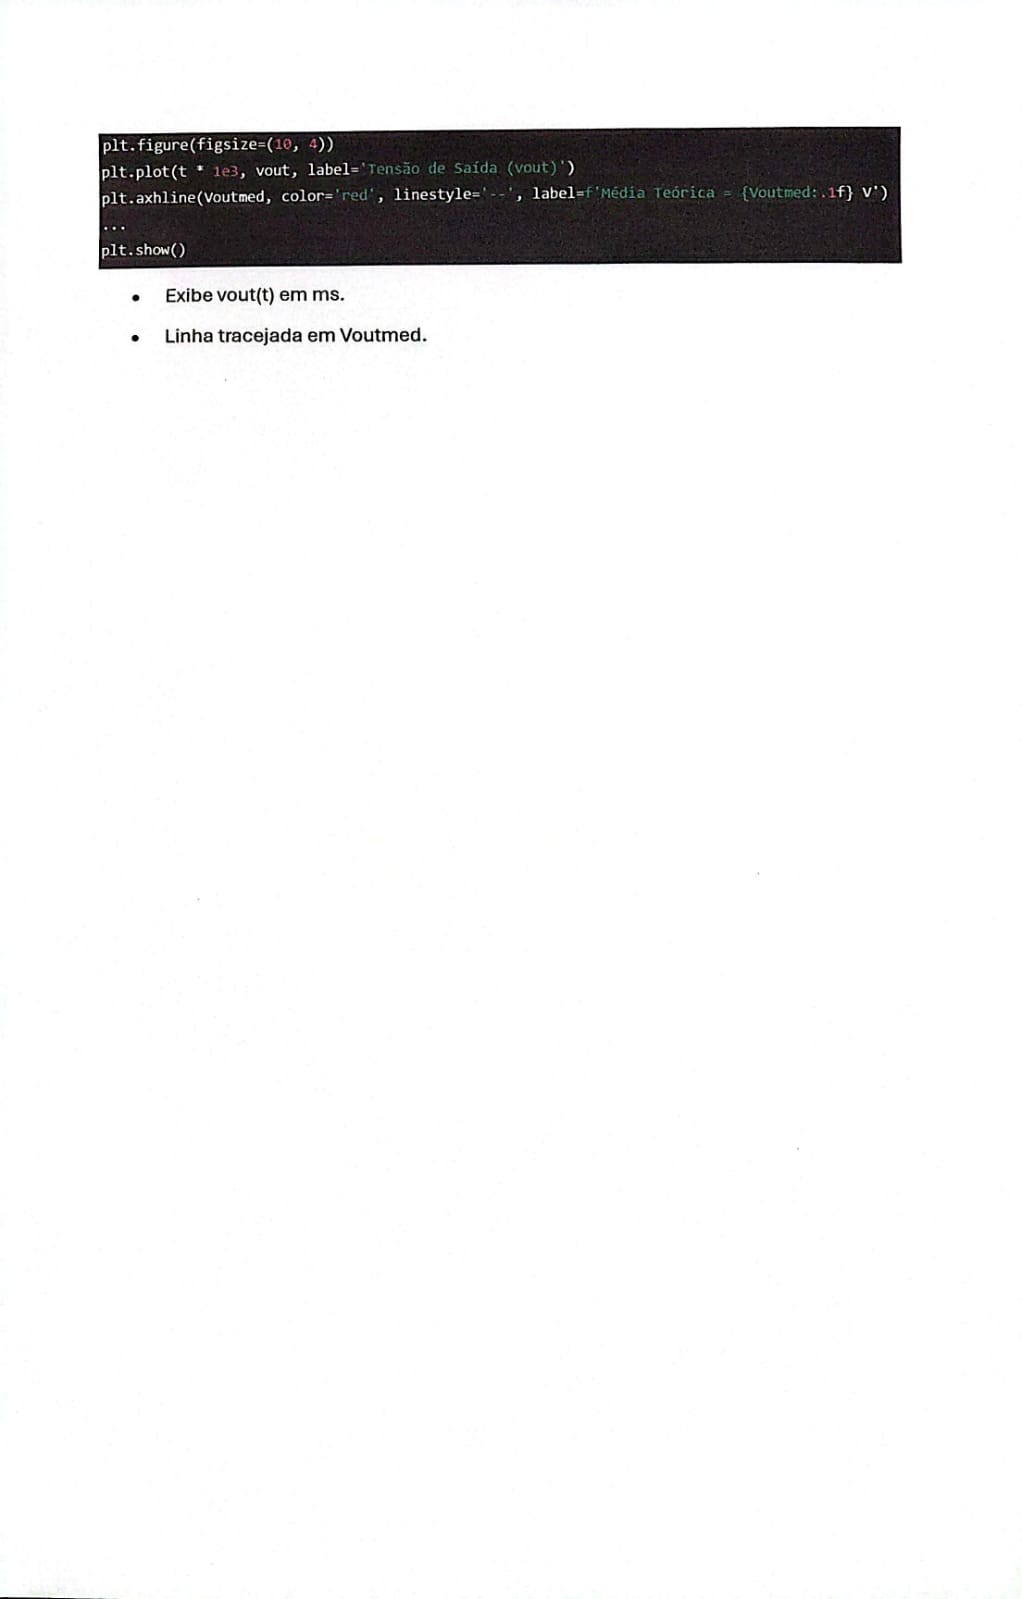 plt.figure(figsize=(10, 4))
plt.plot(t * 1e3, vout, label='Tensão de Saída (vout)')
plt.axhline(Voutmed, color='red', linestyle='--', label=f'Média Teórica = {Voutmed:.1f} V')
...
plt.show()
• Exibe vout(t) em ms.
• Linha tracejada em Voutmed.